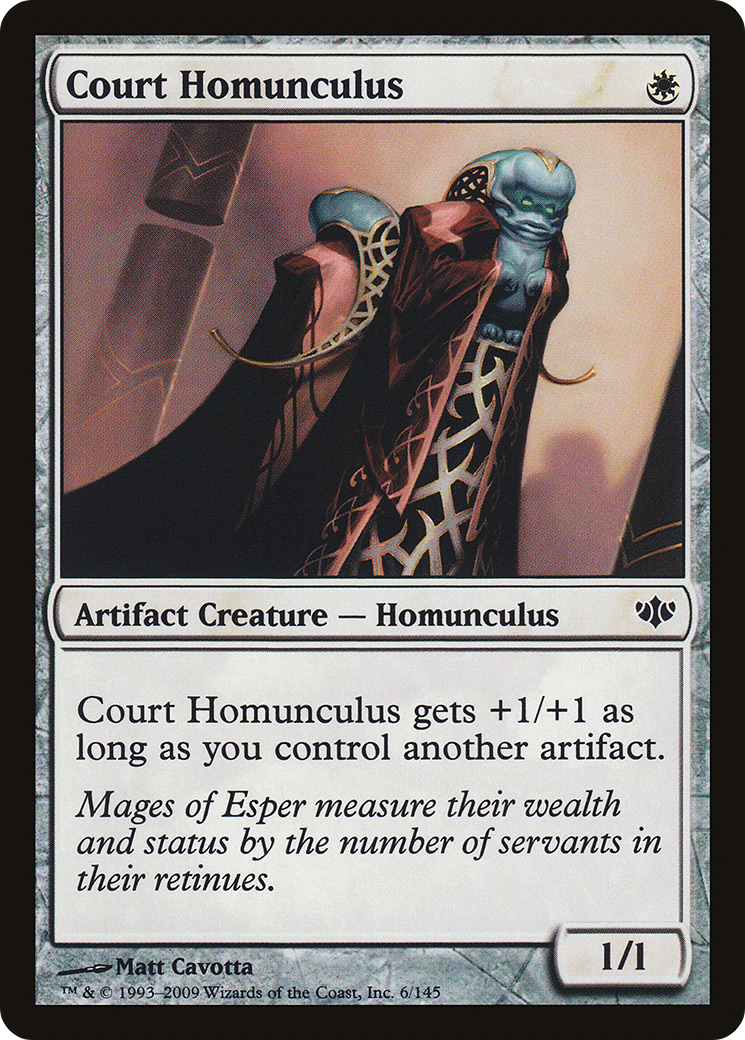 Court Homunculus
Artifact Creature — Homunculus
Court Homunculus gets +1/+1 as
long as you control another artifact.
Mages of Esper measure their wealth
and status by the number of servants in
their retinues.
1/1
Matt Cavotta
™ & © 1993–2009 Wizards of the Coast, Inc. 6/145